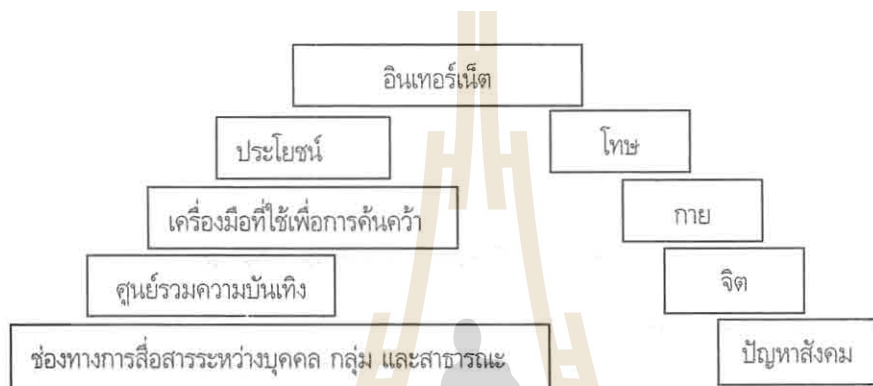 อินเทอร์เน็ต
ประโยชน์
โทษ
เครื่องมือที่ใช้เพื่อการค้นคว้า
กาย
ศูนย์รวมความบันเทิง
จิต
ช่องทางการสื่อสารระหว่างบุคคล กลุ่ม และสาธารณะ
ปัญหาสังคม